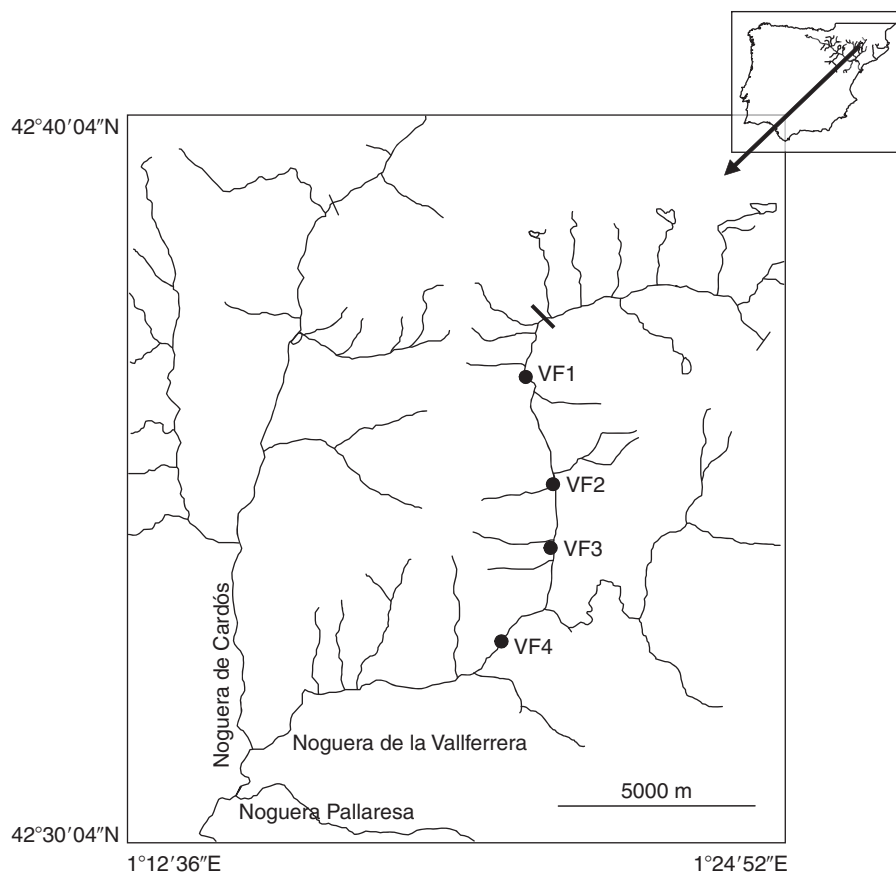 42°40′04″N
VF1
VF2
VF3
VF4
Noguera de Cardós
Noguera de la Vallferrera
5000 m
Noguera Pallaresa
42°30′04″N
1°12′36″E
1°24′52″E